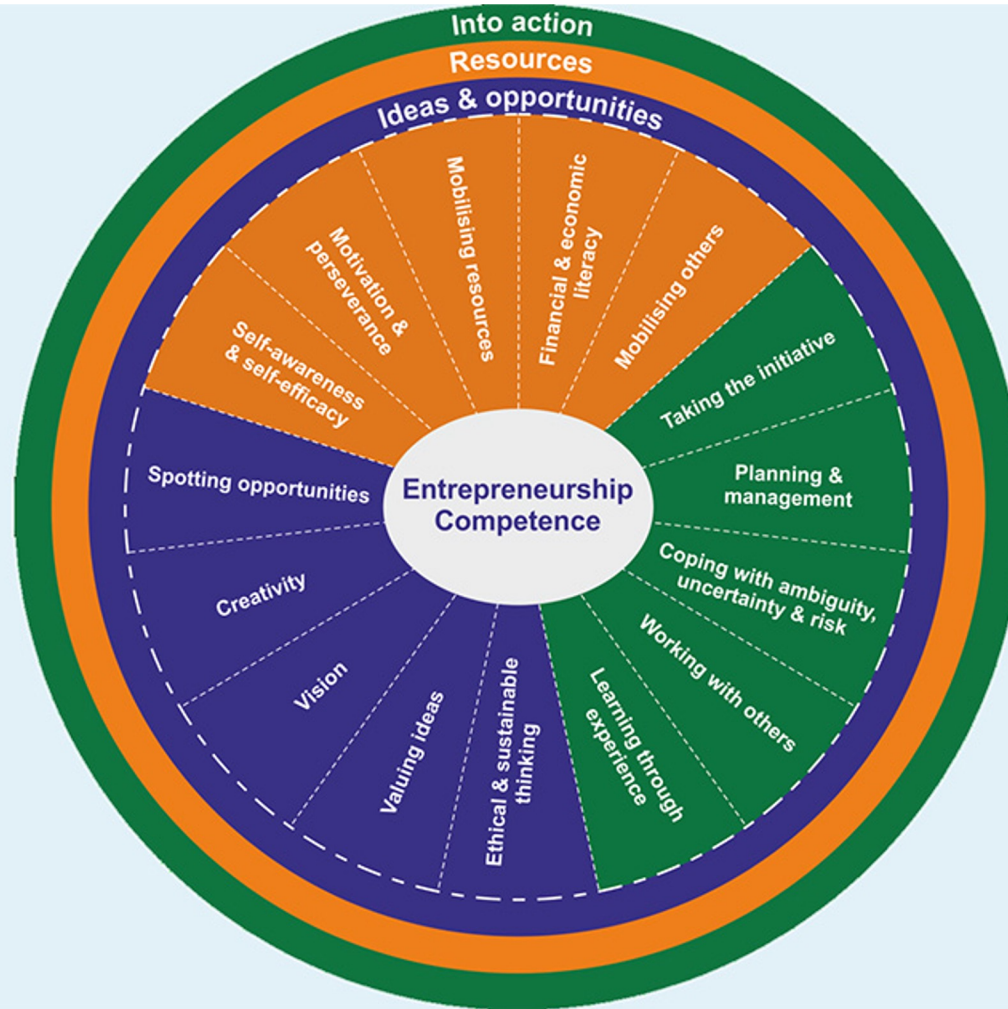 Into action
Resources
Ideas & opportunities
Mobilising resources
Financial & economic
literacy
Mobilising others
Motivation &
perseverance
Self-awareness
& self-efficacy
Taking the initiative
Planning &
management
Spotting opportunities
Entrepreneurship
Competence
Coping with ambiguity,
uncertainty & risk
Creativity
Working with others
Vision
Learning through
experience
Valuing ideas
Ethical & sustainable
thinking